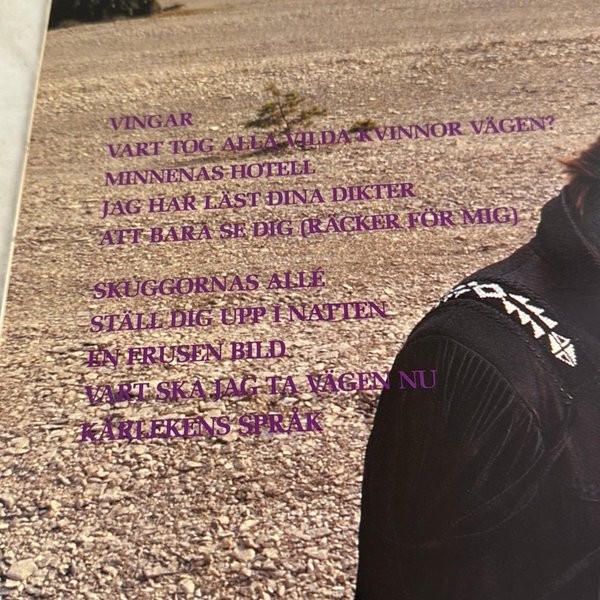 VINGAR
VART TOG ALLA VILDA KVINNOR VÄGEN?
MINNENAS HOTELL
JAG HAR LÄST DINA DIKTER
ATT BARA SE DIG (RÄCKER FÖR MIG)
SKUGGORNAS ALLÉ
STÄLL DIG UPP I NATTEN
EN FRUSEN BILD
VART SKA JAG TA VÄGEN NU
KÄRLEKENS SPRÅK